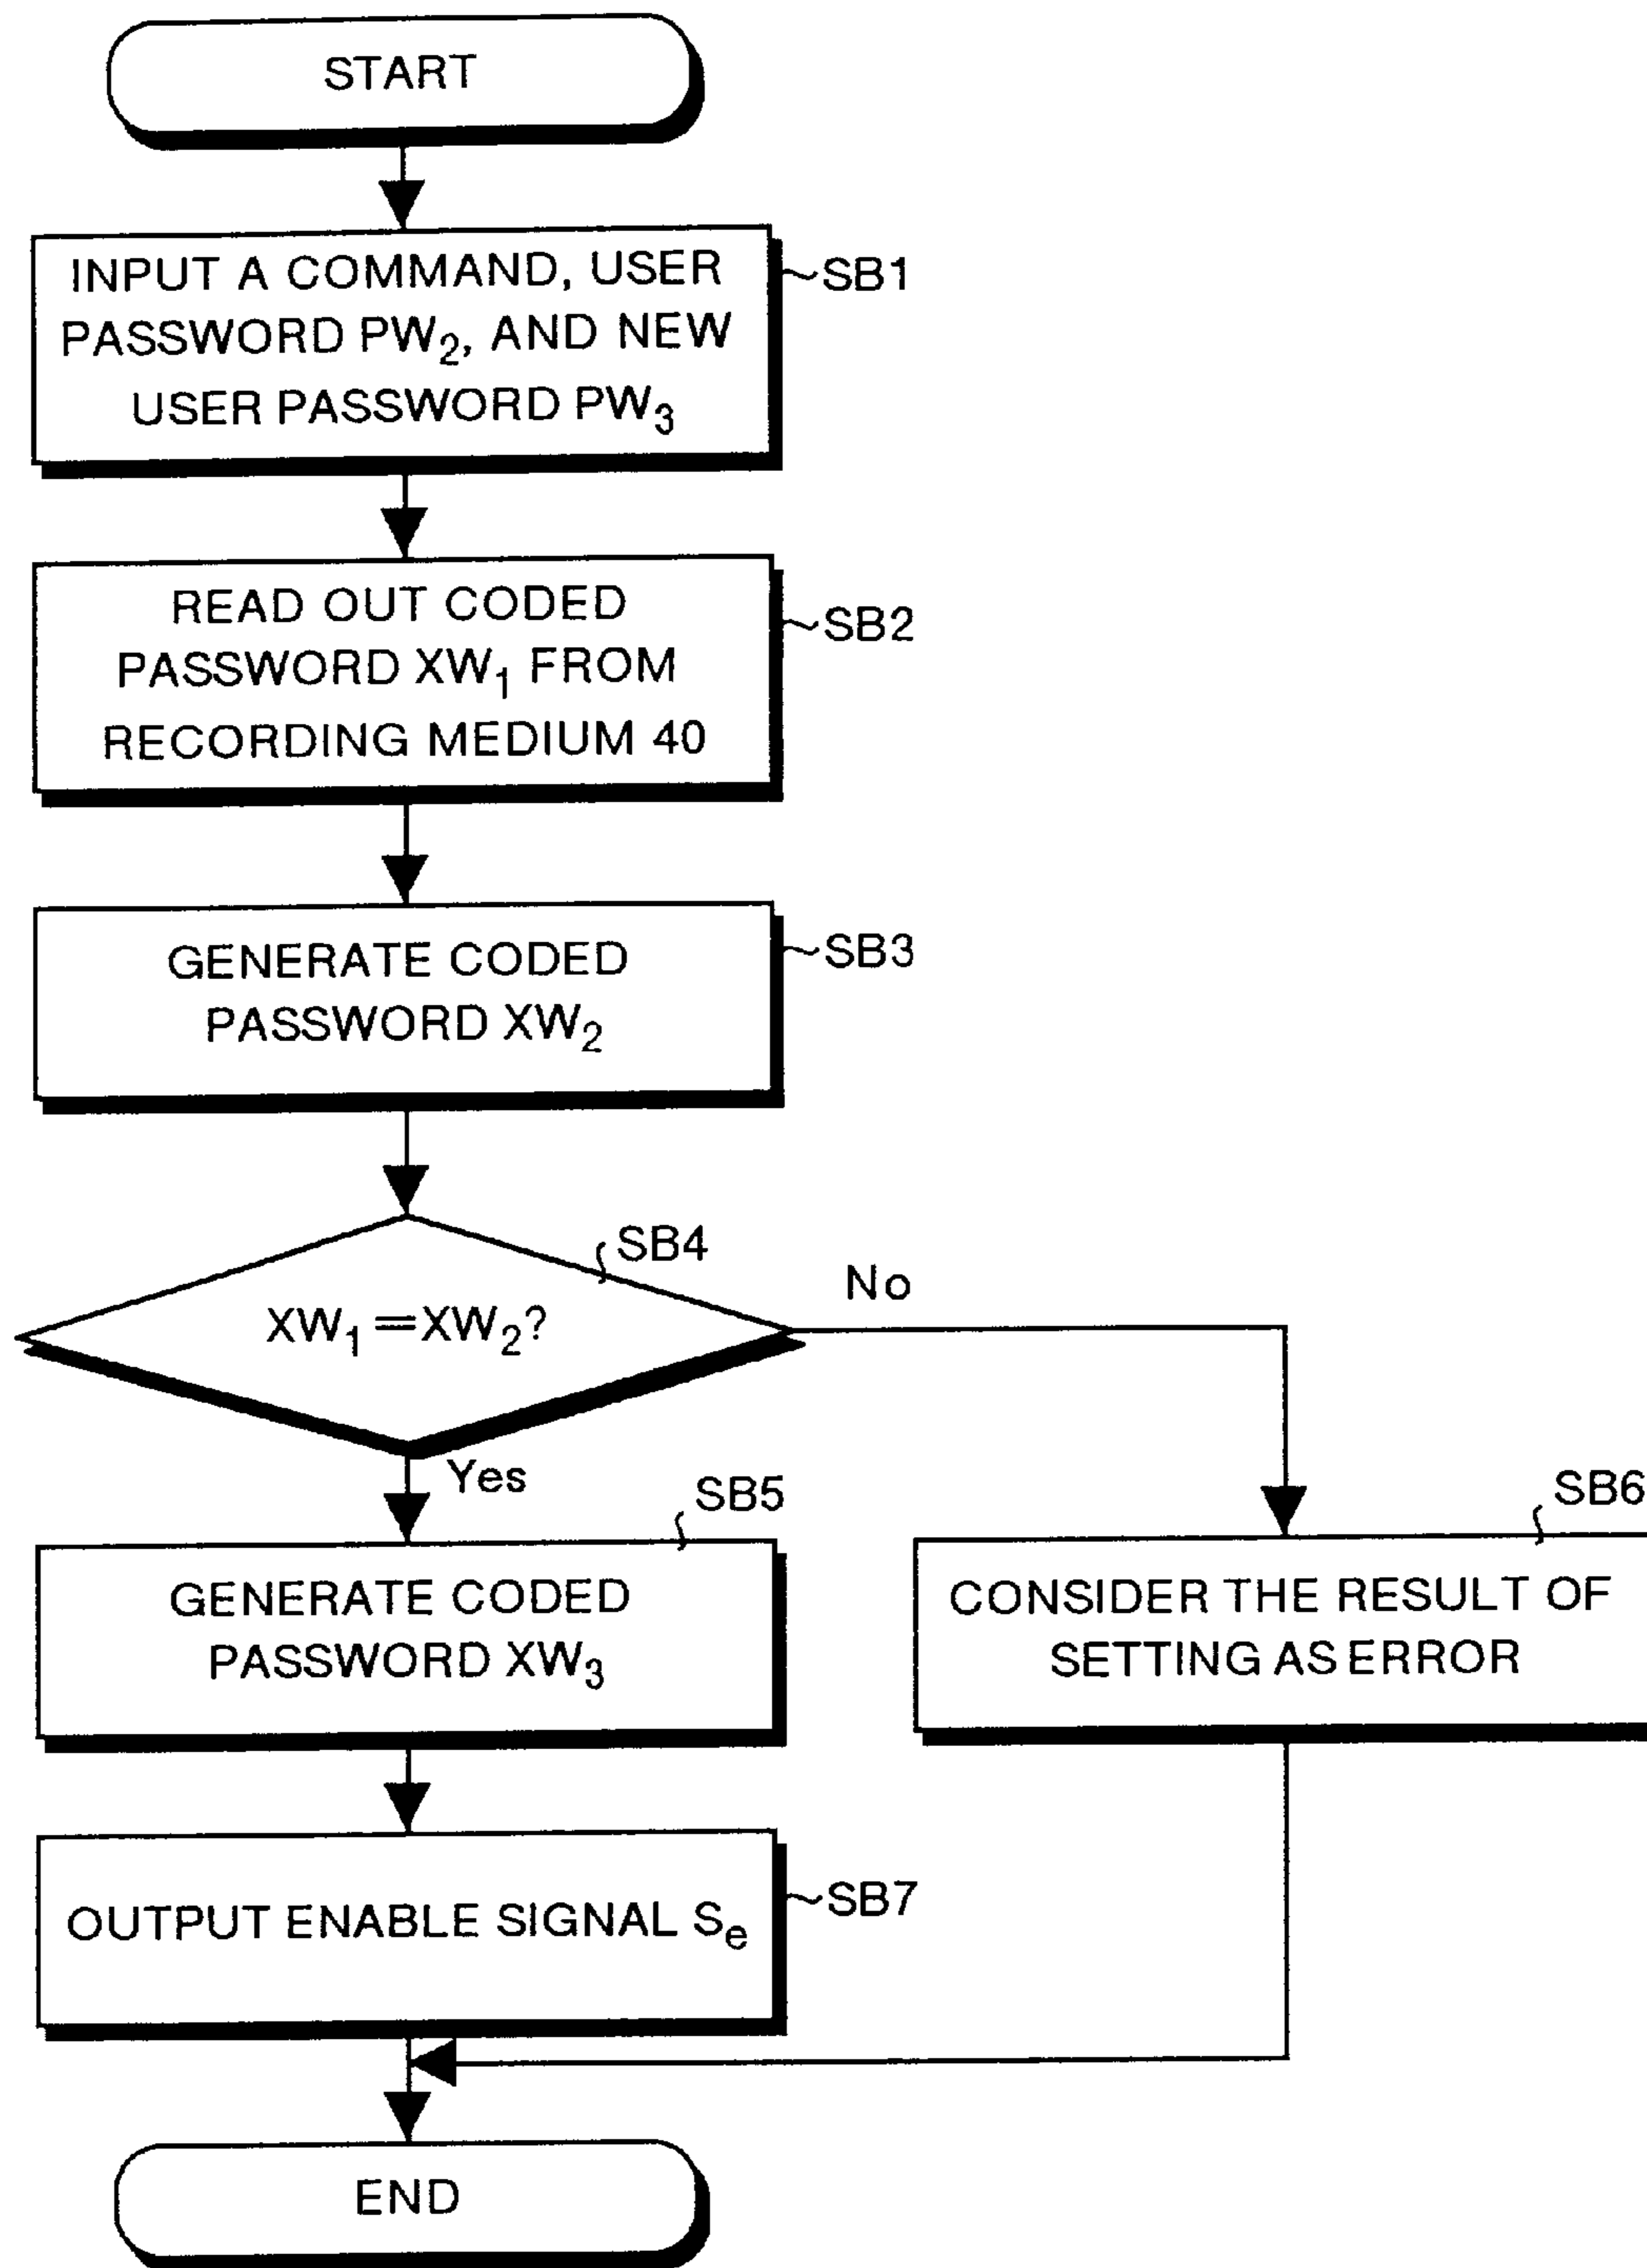 START
INPUT A COMMAND, USER
PASSWORD PW₂, AND NEW
USER PASSWORD PW₃
SB1
READ OUT CODED
PASSWORD XW₁ FROM
RECORDING MEDIUM 40
SB2
GENERATE CODED
PASSWORD XW₂
SB3
SB4
XW₁=XW₂?
No
Yes
SB5
GENERATE CODED
PASSWORD XW₃
SB6
CONSIDER THE RESULT OF
SETTING AS ERROR
OUTPUT ENABLE SIGNAL Sₑ
SB7
END